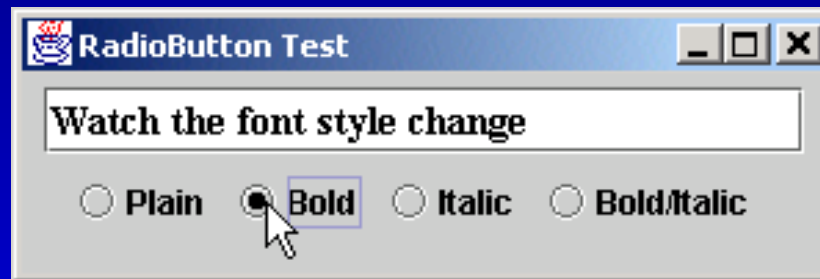 RadioButton Test
Watch the font style change
Plain Bold Italic Bold/Italic